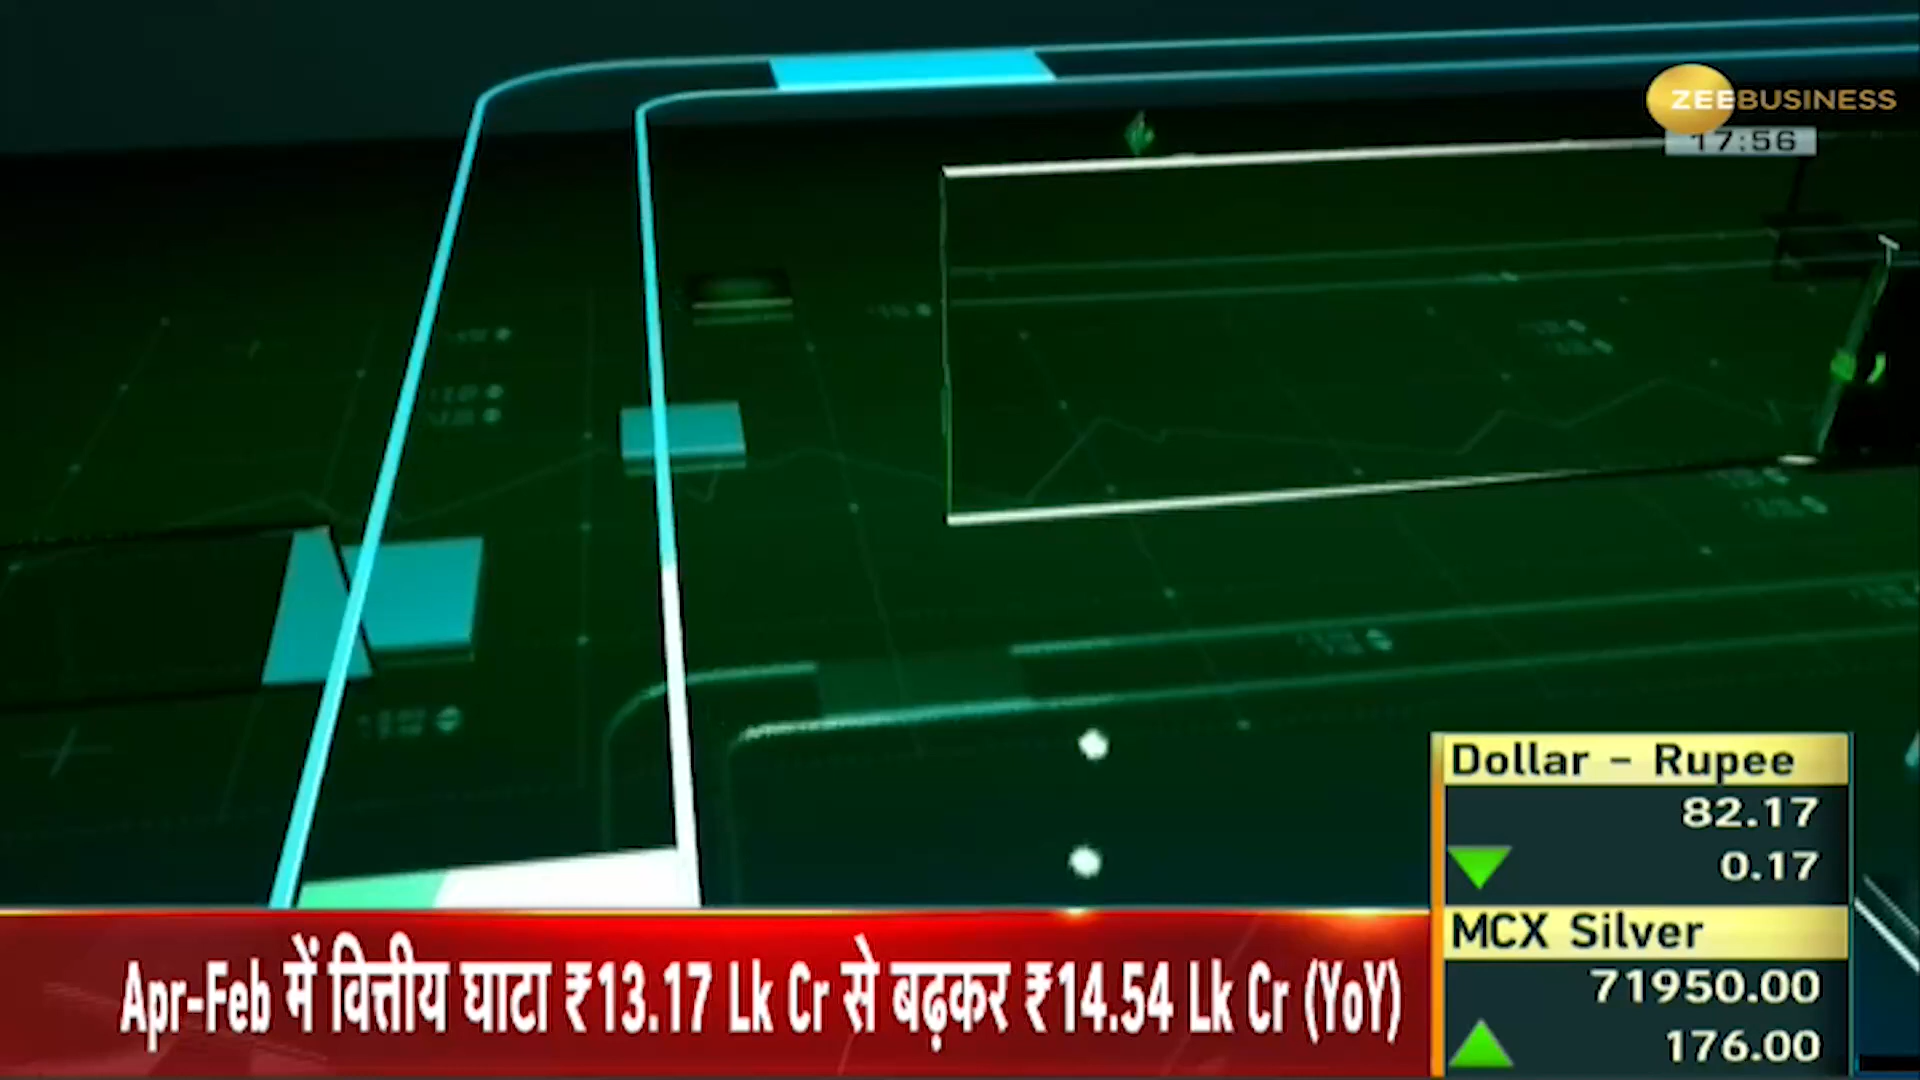 ZEEBUSINESS
17:56
Dollar - Rupee
82.17
0.17
MCX Silver
71950.00
176.00
Apr-Feb में वित्तीय घाटा ₹13.17 Lk Cr से बढ़कर ₹14.54 Lk Cr (YoY)